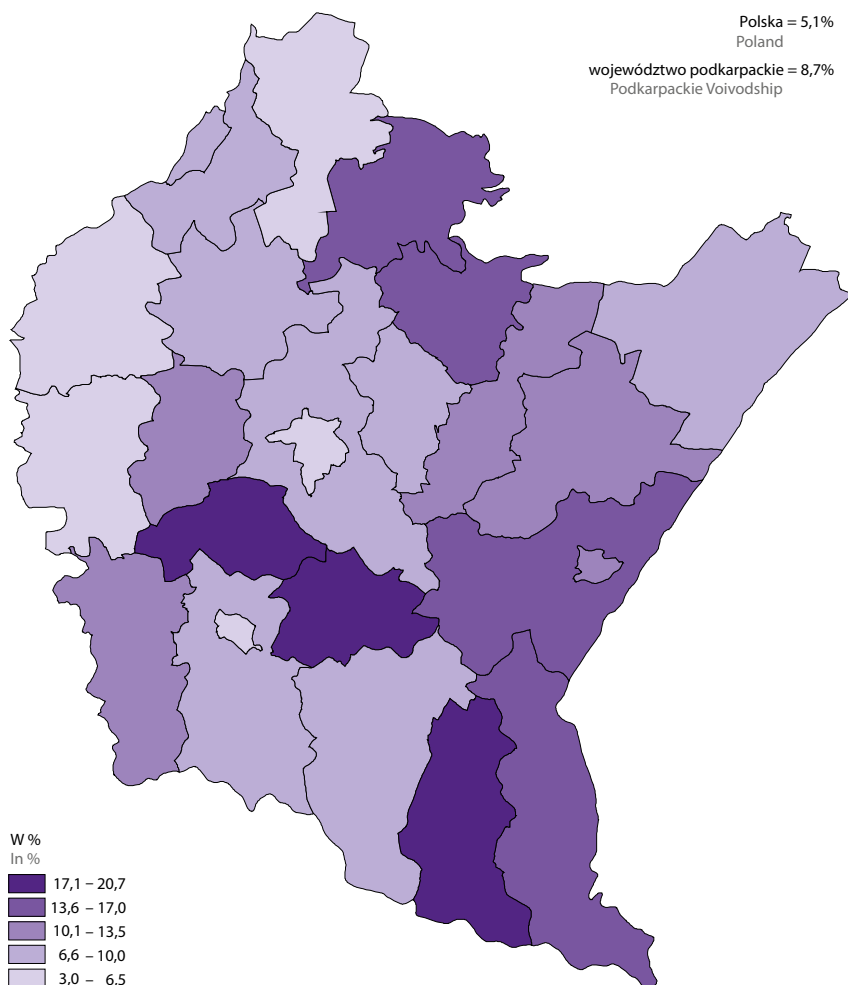 Polska = 5,1%
Poland
województwo podkarpackie = 8,7%
Podkarpackie Voivodship
W %
In %
17,1 – 20,7
13,6 – 17,0
10,1 – 13,5
6,6 – 10,0
3,0 – 6,5